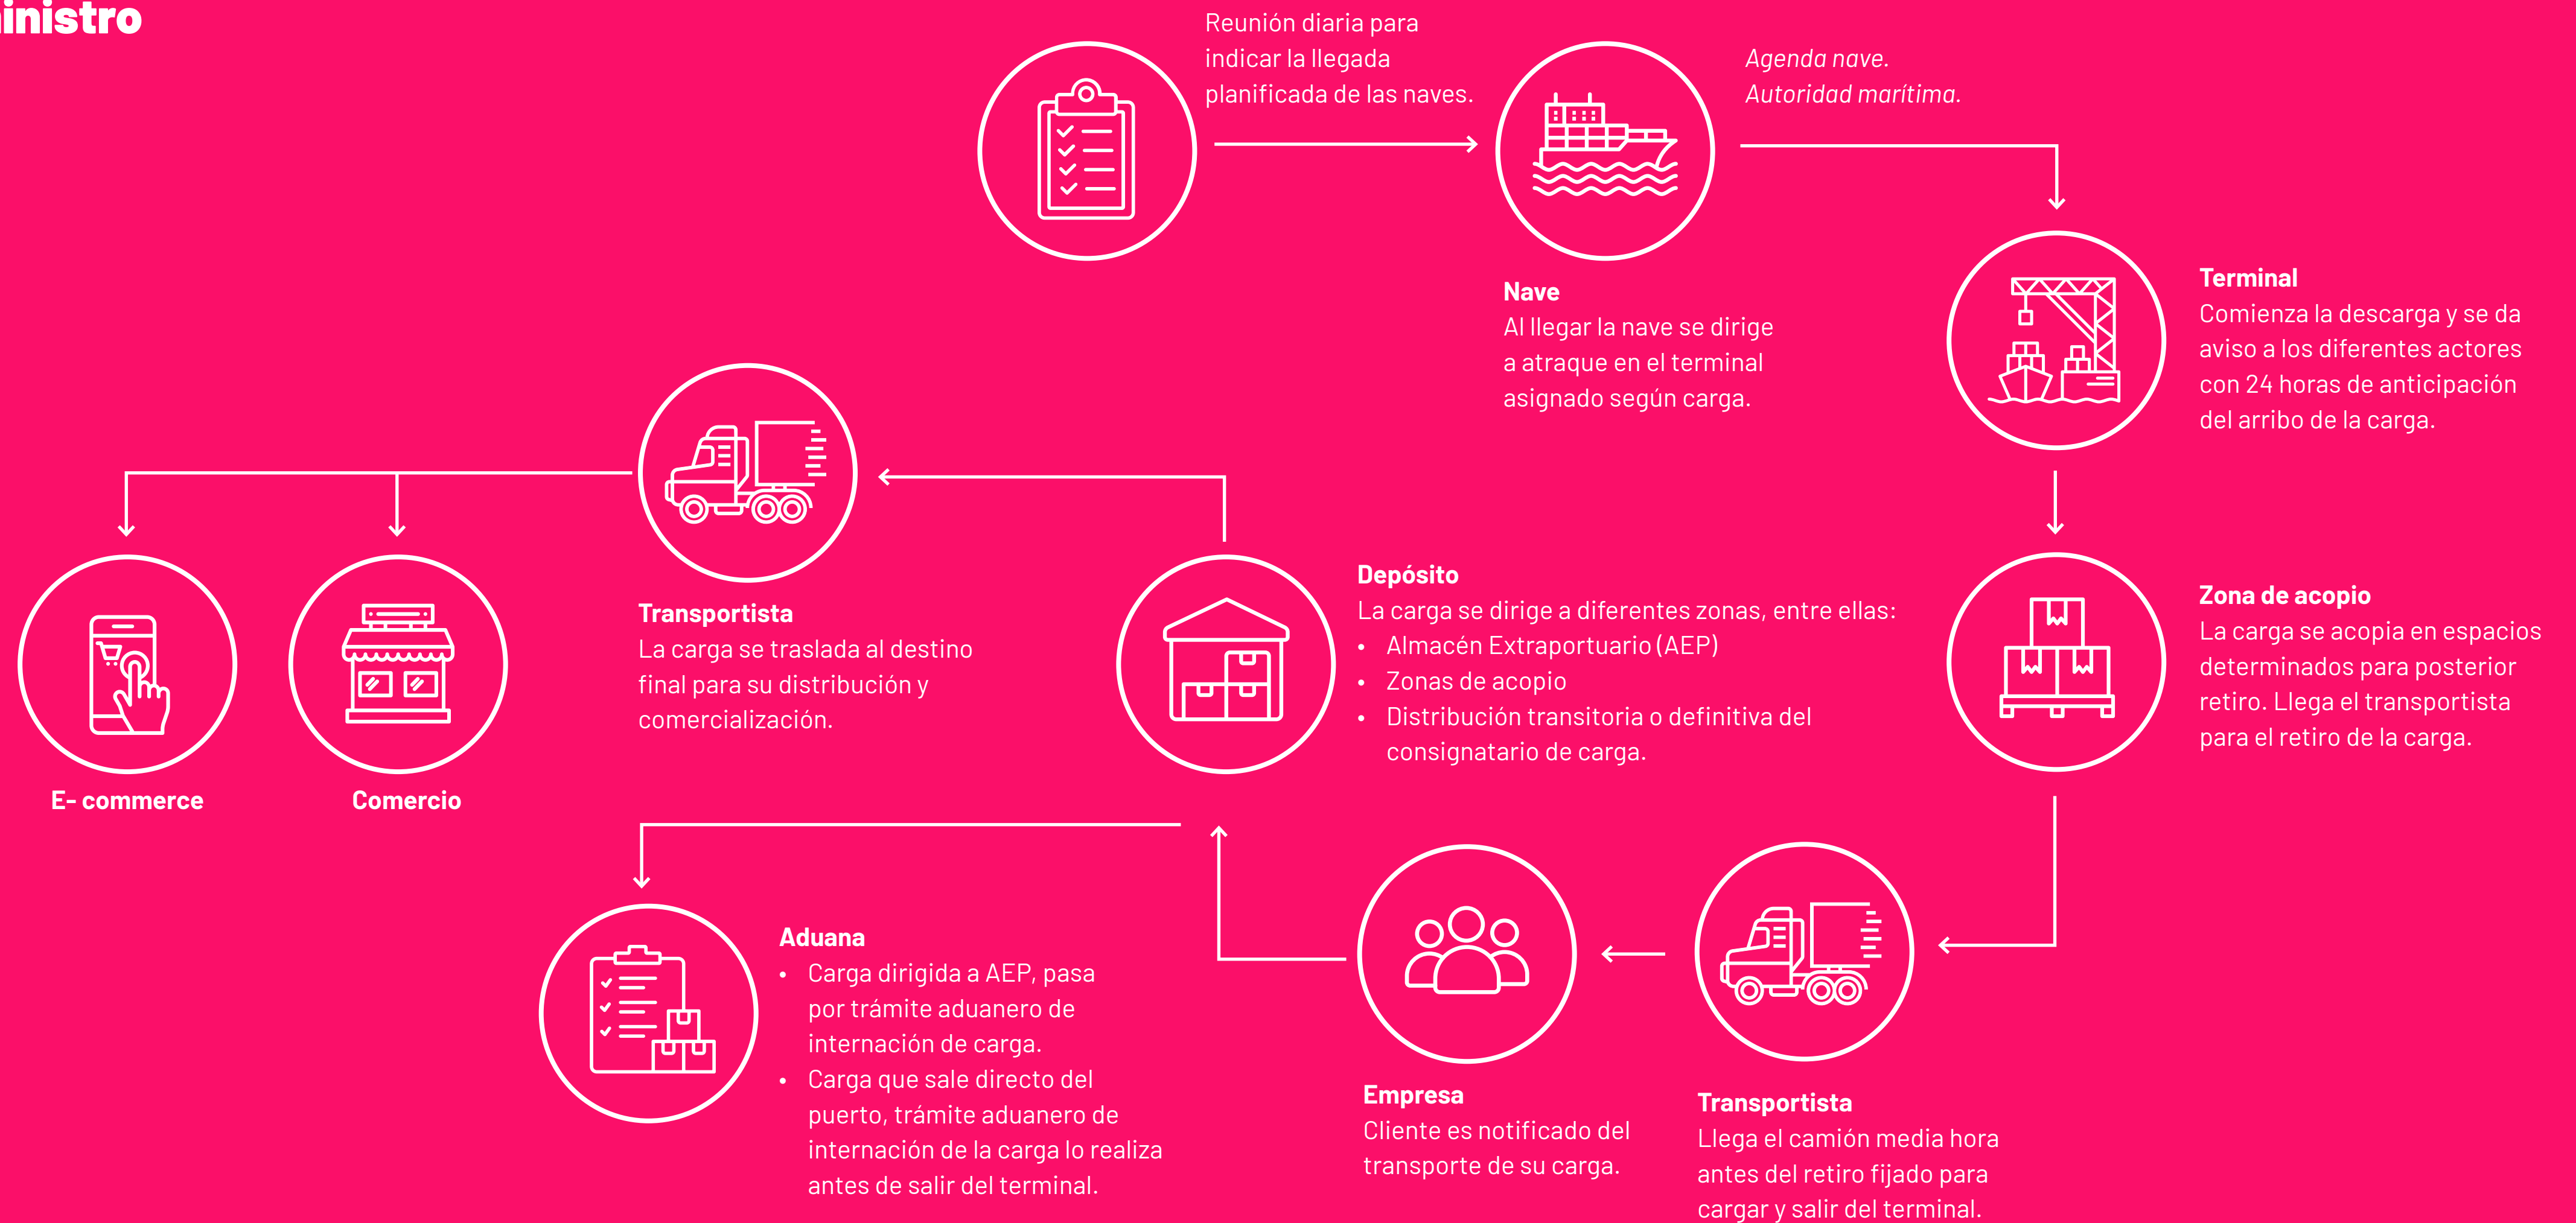 Reunión diaria para
indicar la llegada
planificada de las naves.
Agenda nave.
Autoridad marítima.
Nave
Al llegar la nave se dirige
a atraque en el terminal
asignado según carga.
Terminal
Comienza la descarga y se da
aviso a los diferentes actores
con 24 horas de anticipación
del arribo de la carga.
Zona de acopio
La carga se acopia en espacios
determinados para posterior
retiro. Llega el transportista
para el retiro de la carga.
Transportista
Llega el camión media hora
antes del retiro fijado para
cargar y salir del terminal.
Empresa
Cliente es notificado del
transporte de su carga.
Depósito
La carga se dirige a diferentes zonas, entre ellas:
• Almacén Extraportuario (AEP)
• Zonas de acopio
• Distribución transitoria o definitiva del
consignatario de carga.
Aduana
• Carga dirigida a AEP, pasa
por trámite aduanero de
internación de carga.
• Carga que sale directo del
puerto, trámite aduanero de
internación de la carga lo realiza
antes de salir del terminal.
Transportista
La carga se traslada al destino
final para su distribución y
comercialización.
Comercio
E- commerce